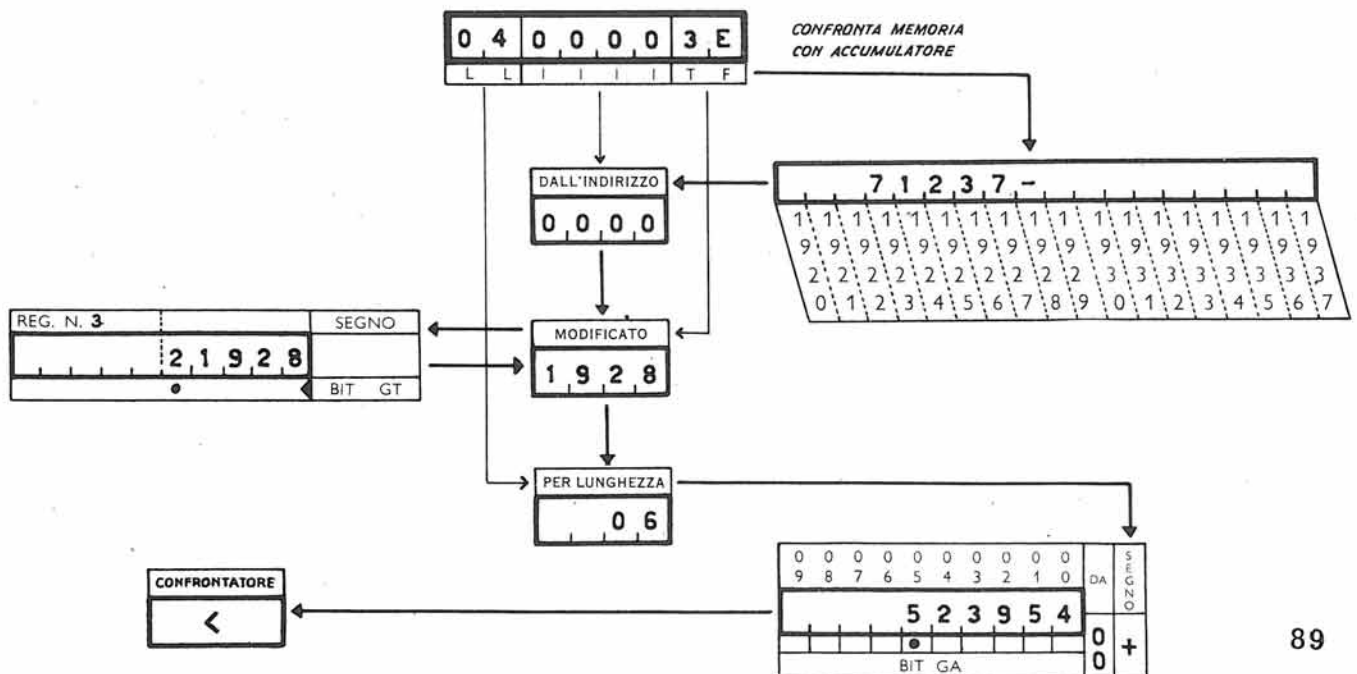 0 4 0 0 0 0 3 E
L L I I I I T F
CONFRONTA MEMORIA
CON ACCUMULATORE
DALL'INDIRIZZO
0 0 0 0
7 1 2 3 7 -
1 1 1 1 1 1 1 1 1 1 1 1 1 1 1 1 1 1
9 9 9 9 9 9 9 9 9 9 9 9 9 9 9 9 9 9
2 2 2 2 2 2 2 2 2 2 3 3 3 3 3 3 3 3
0 1 2 3 4 5 6 7 8 9 0 1 2 3 4 5 6 7
REG. N. 3 SEGNO
2 1 9 2 8
BIT GT
MODIFICATO
1 9 2 8
PER LUNGHEZZA
0 6
CONFRONTATORE
<
0 0 0 0 0 0 0 0 0 0
9 8 7 6 5 4 3 2 1 0
DA
SEGNO
5 2 3 9 5 4
0 0
+
BIT GA
89